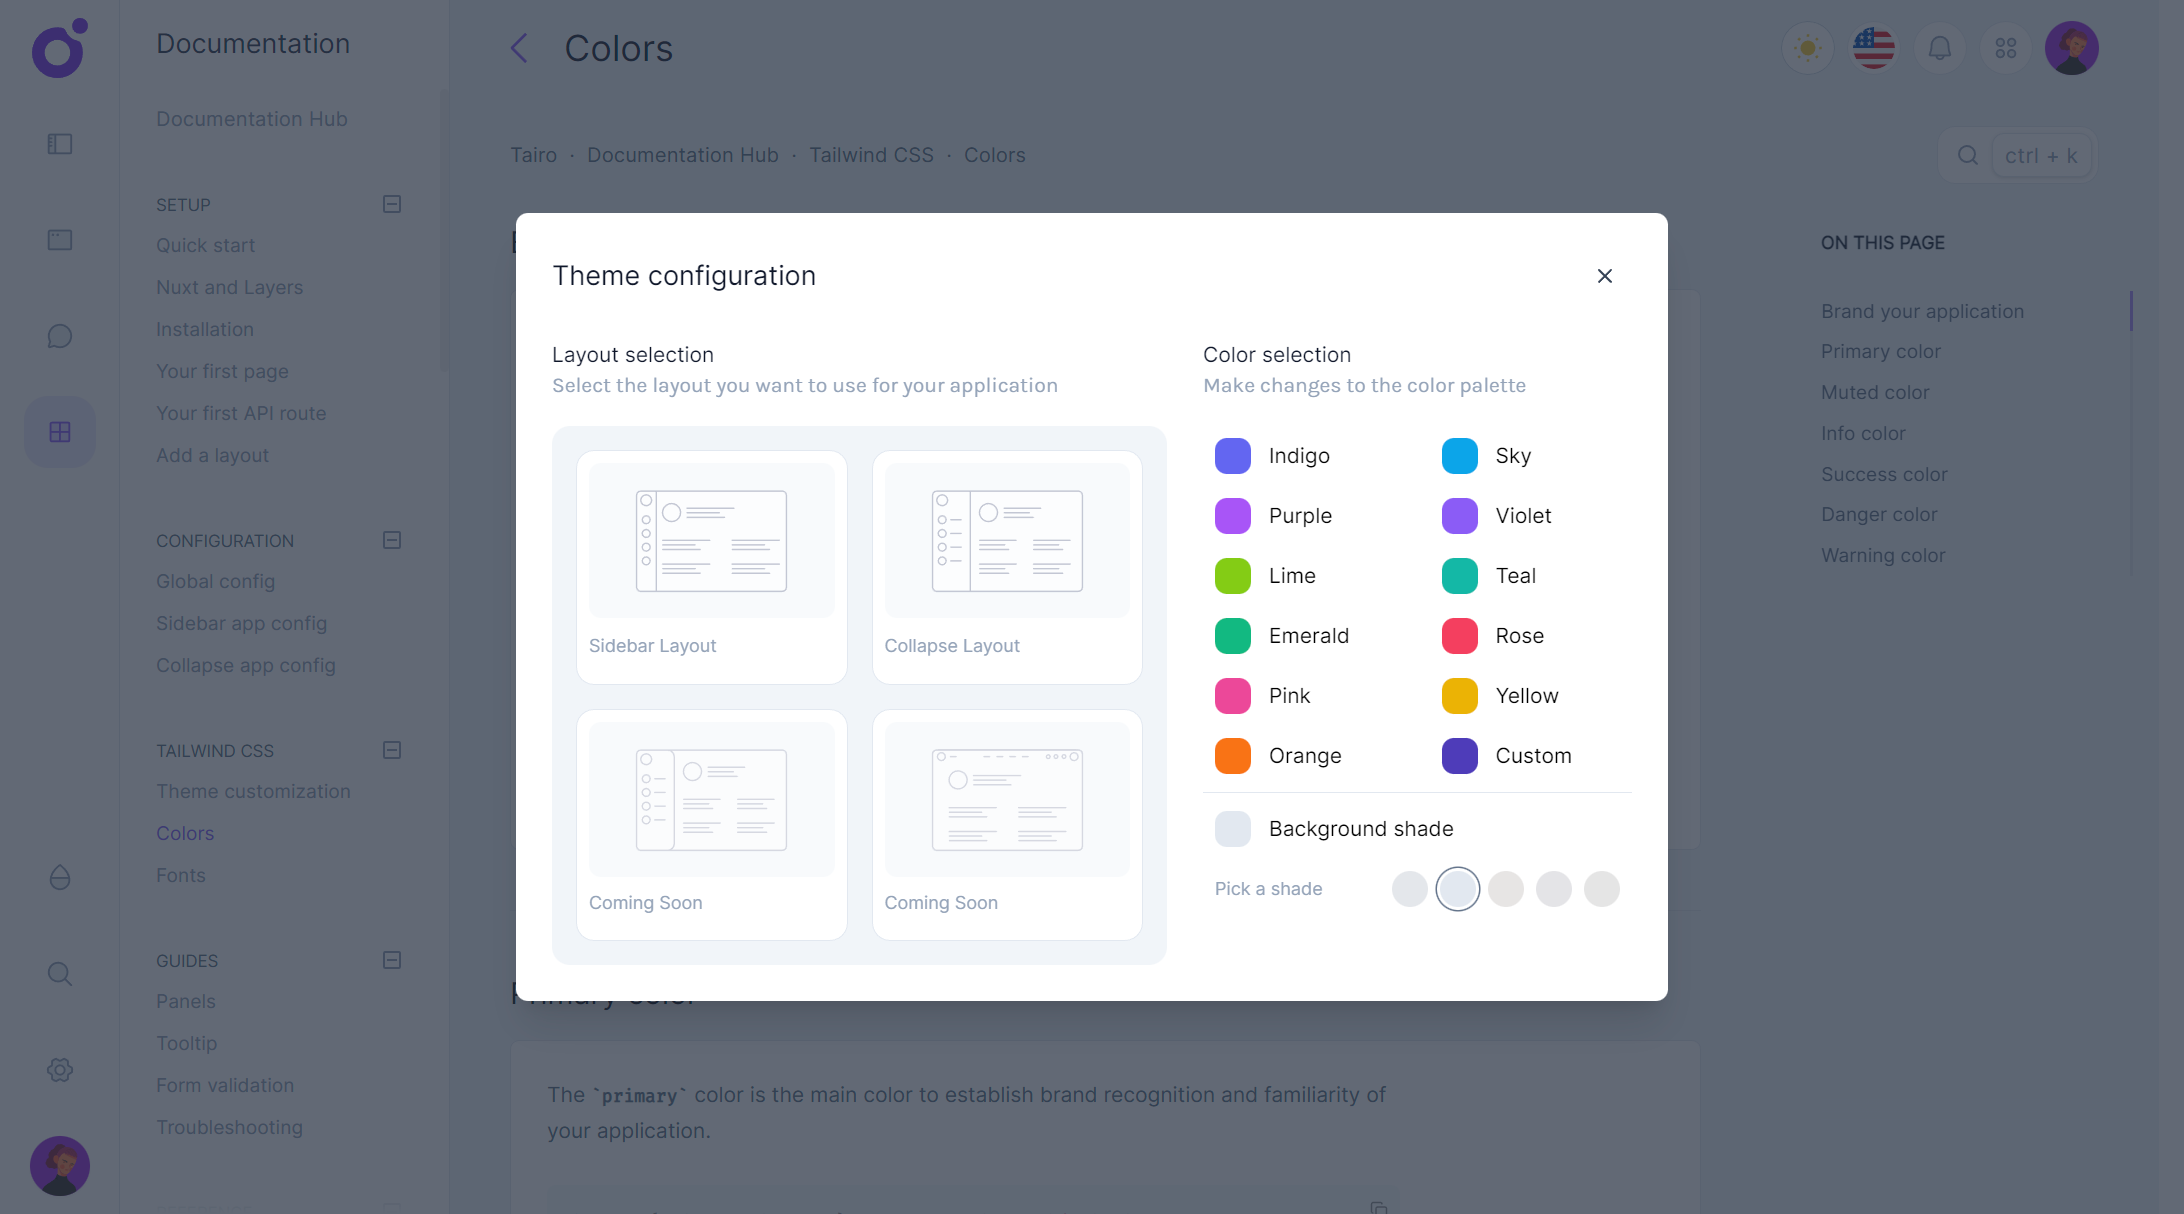 Documentation
Documentation Hub
SETUP
Quick start
Nuxt and Layers
Installation
Your first page
Your first API route
Add a layout
CONFIGURATION
Global config
Sidebar app config
Collapse app config
TAILWIND CSS
Theme customization
Colors
Fonts
GUIDES
Panels
Tooltip
Form validation
Troubleshooting
Colors
Tairo · Documentation Hub · Tailwind CSS · Colors
ctrl + k
Theme configuration
Layout selection
Select the layout you want to use for your application
Sidebar Layout
Collapse Layout
Coming Soon
Coming Soon
Color selection
Make changes to the color palette
Indigo
Sky
Purple
Violet
Lime
Teal
Emerald
Rose
Pink
Yellow
Orange
Custom
Background shade
Pick a shade
Primary color
The `primary` color is the main color to establish brand recognition and familiarity of
your application.
ON THIS PAGE
Brand your application
Primary color
Muted color
Info color
Success color
Danger color
Warning color